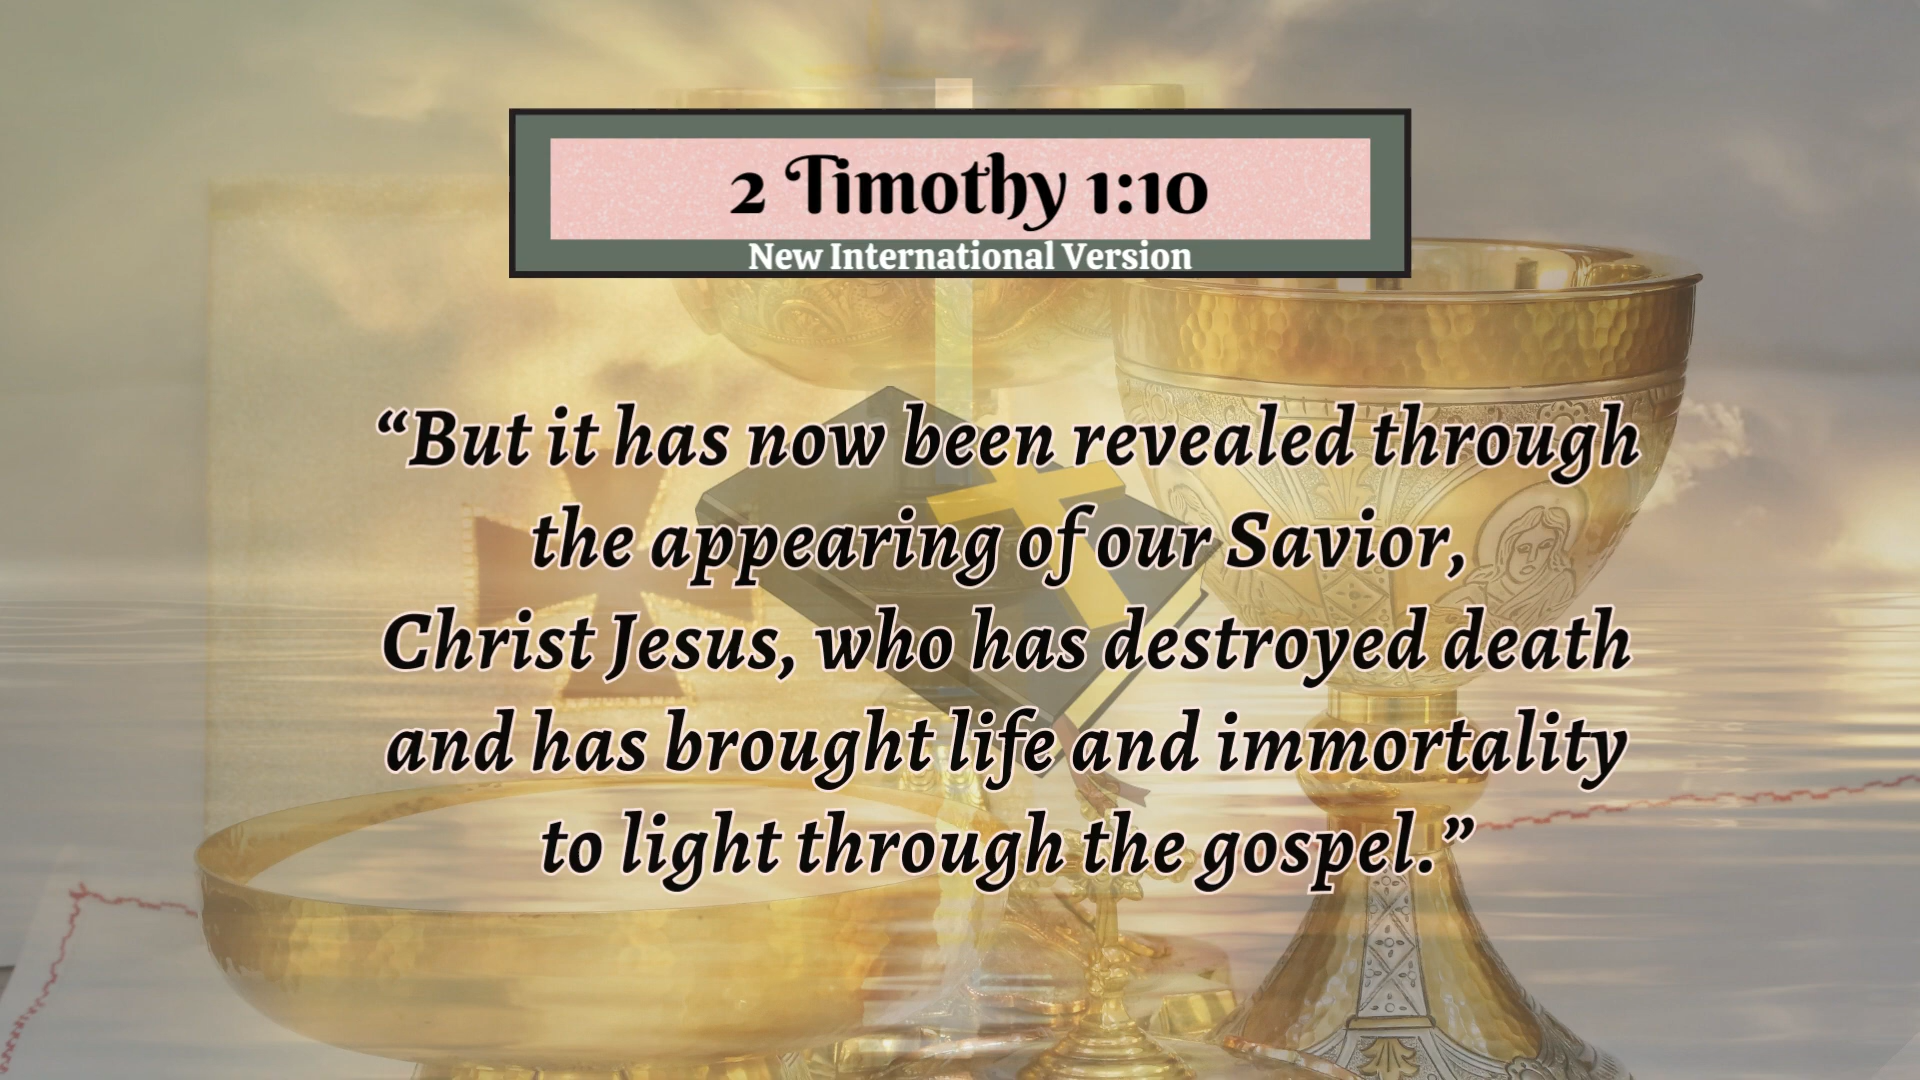 2 Timothy 1:10
New International Version
“But it has now been revealed through
the appearing of our Savior,
Christ Jesus, who has destroyed death
and has brought life and immortality
to light through the gospel.”